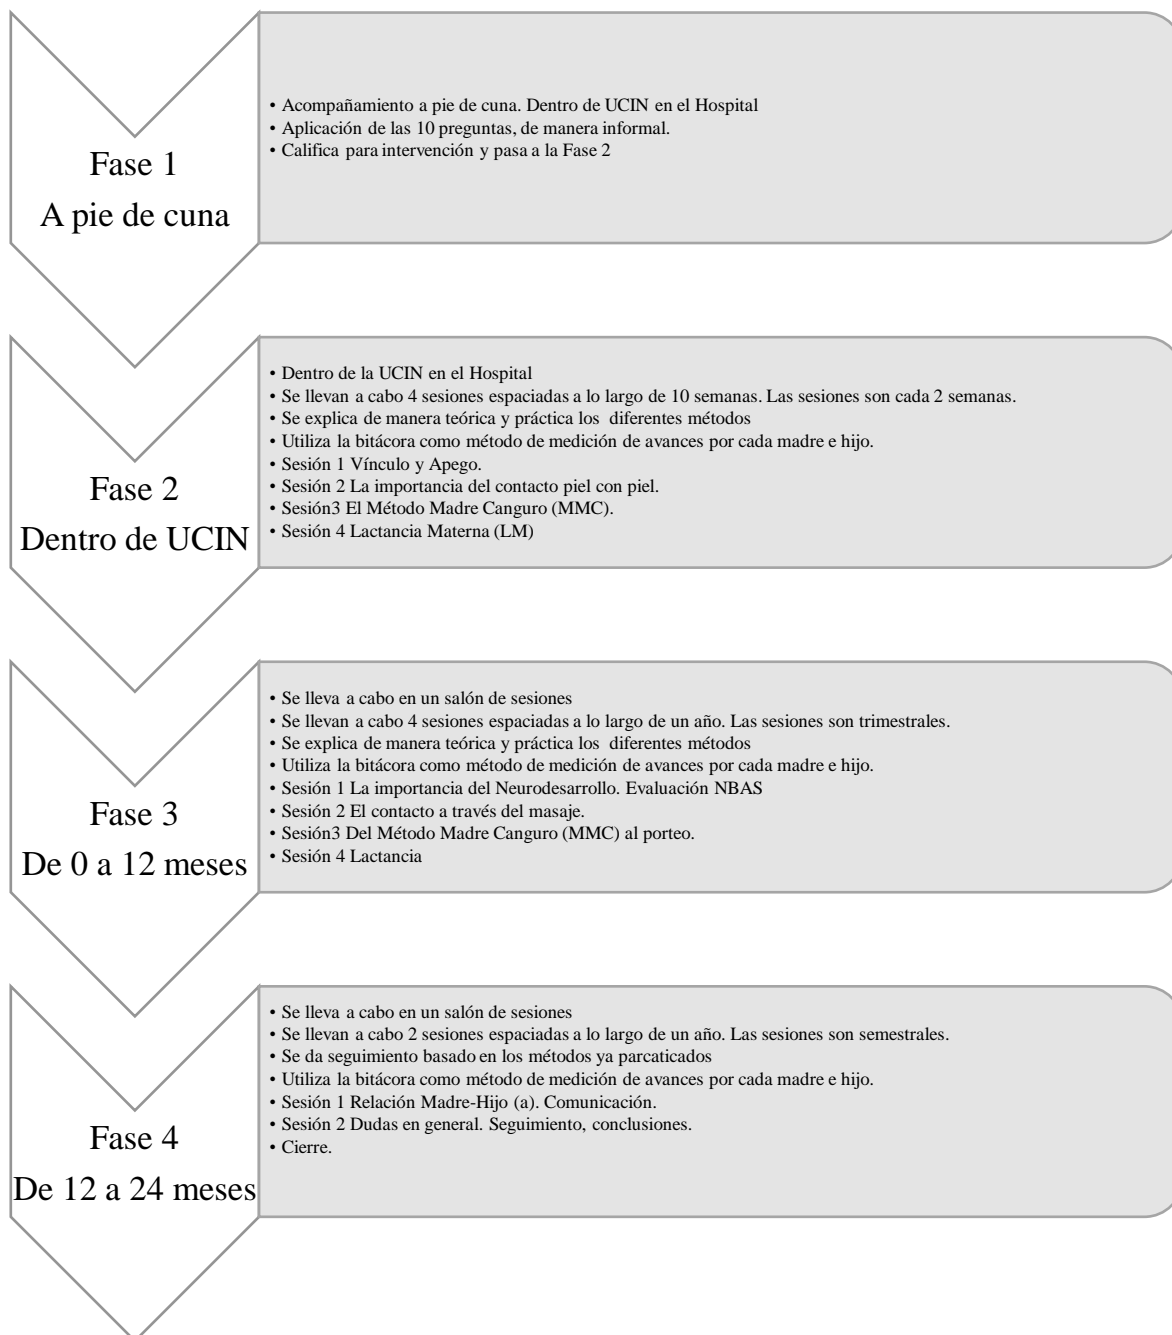 Fase 1
A pie de cuna
• Acompañamiento a pie de cuna. Dentro de UCIN en el Hospital
• Aplicación de las 10 preguntas, de manera informal.
• Califica para intervención y pasa a la Fase 2
Fase 2
Dentro de UCIN
• Dentro de la UCIN en el Hospital
• Se llevan a cabo 4 sesiones espaciadas a lo largo de 10 semanas. Las sesiones son cada 2 semanas.
• Se explica de manera teórica y práctica los  diferentes métodos
• Utiliza la bitácora como método de medición de avances por cada madre e hijo.
• Sesión 1 Vínculo y Apego.
• Sesión 2 La importancia del contacto piel con piel.
• Sesión3 El Método Madre Canguro (MMC).
• Sesión 4 Lactancia Materna (LM)
Fase 3
De 0 a 12 meses
• Se lleva a cabo en un salón de sesiones
• Se llevan a cabo 4 sesiones espaciadas a lo largo de un año. Las sesiones son trimestrales.
• Se explica de manera teórica y práctica los  diferentes métodos
• Utiliza la bitácora como método de medición de avances por cada madre e hijo.
• Sesión 1 La importancia del Neurodesarrollo. Evaluación NBAS
• Sesión 2 El contacto a través del masaje.
• Sesión3 Del Método Madre Canguro (MMC) al porteo.
• Sesión 4 Lactancia
Fase 4
De 12 a 24 meses
• Se lleva a cabo en un salón de sesiones
• Se llevan a cabo 2 sesiones espaciadas a lo largo de un año. Las sesiones son semestrales.
• Se da seguimiento basado en los métodos ya parcaticados
• Utiliza la bitácora como método de medición de avances por cada madre e hijo.
• Sesión 1 Relación Madre-Hijo (a). Comunicación.
• Sesión 2 Dudas en general. Seguimiento, conclusiones.
• Cierre.